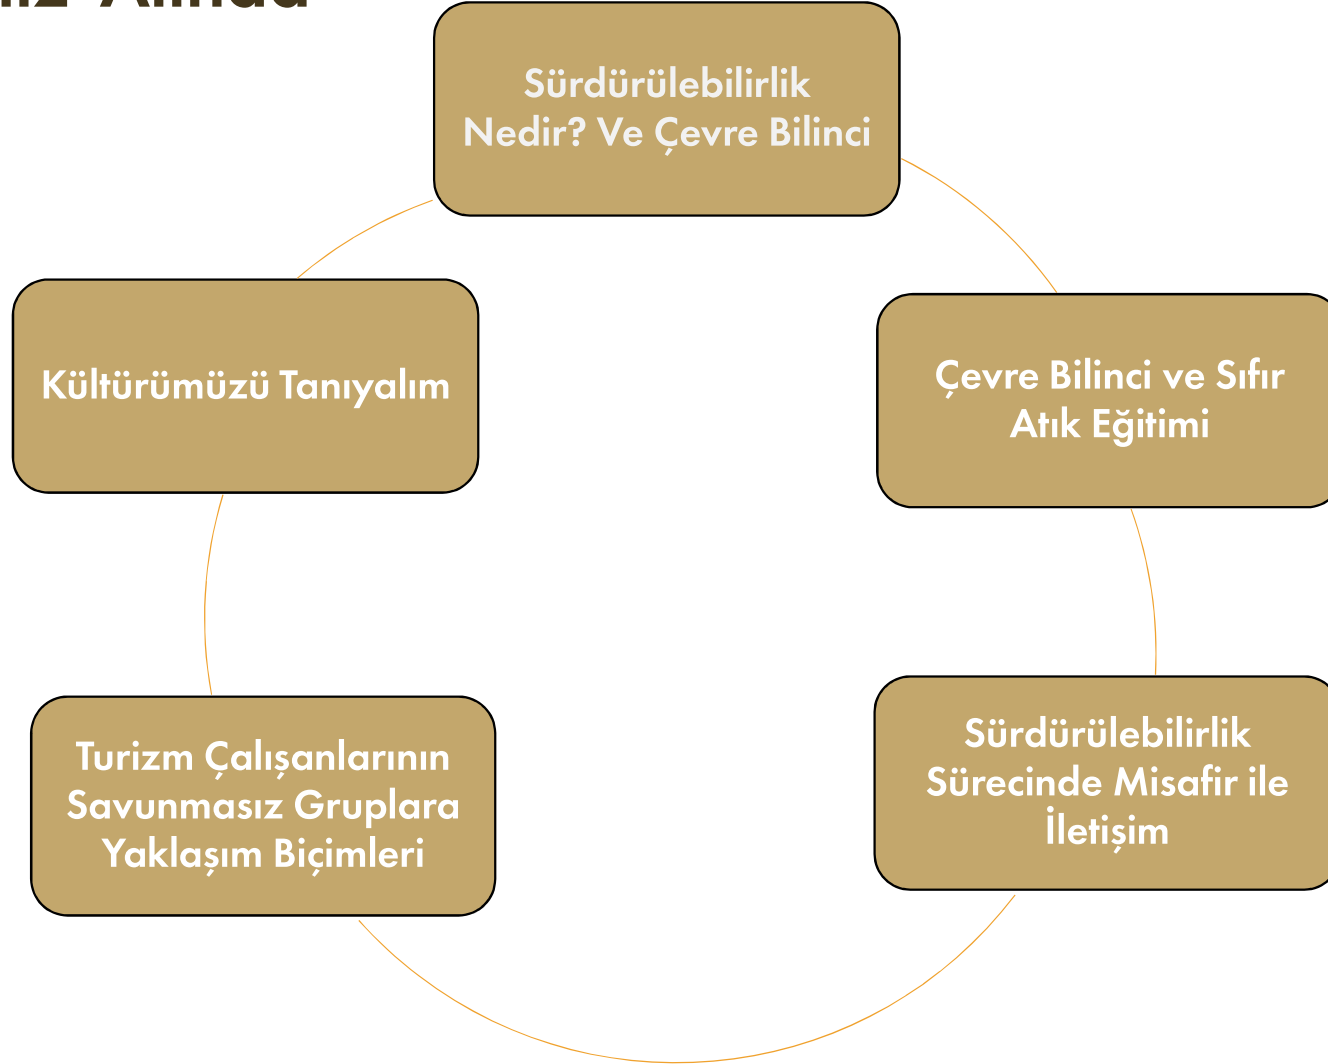 Sürdürülebilirlik
Nedir? Ve Çevre Bilinci
Çevre Bilinci ve Sıfır
Atık Eğitimi
Sürdürülebilirlik
Sürecinde Misafir ile
İletişim
Turizm Çalışanlarının
Savunmasız Gruplara
Yaklaşım Biçimleri
Kültürümüzü Tanıyalım